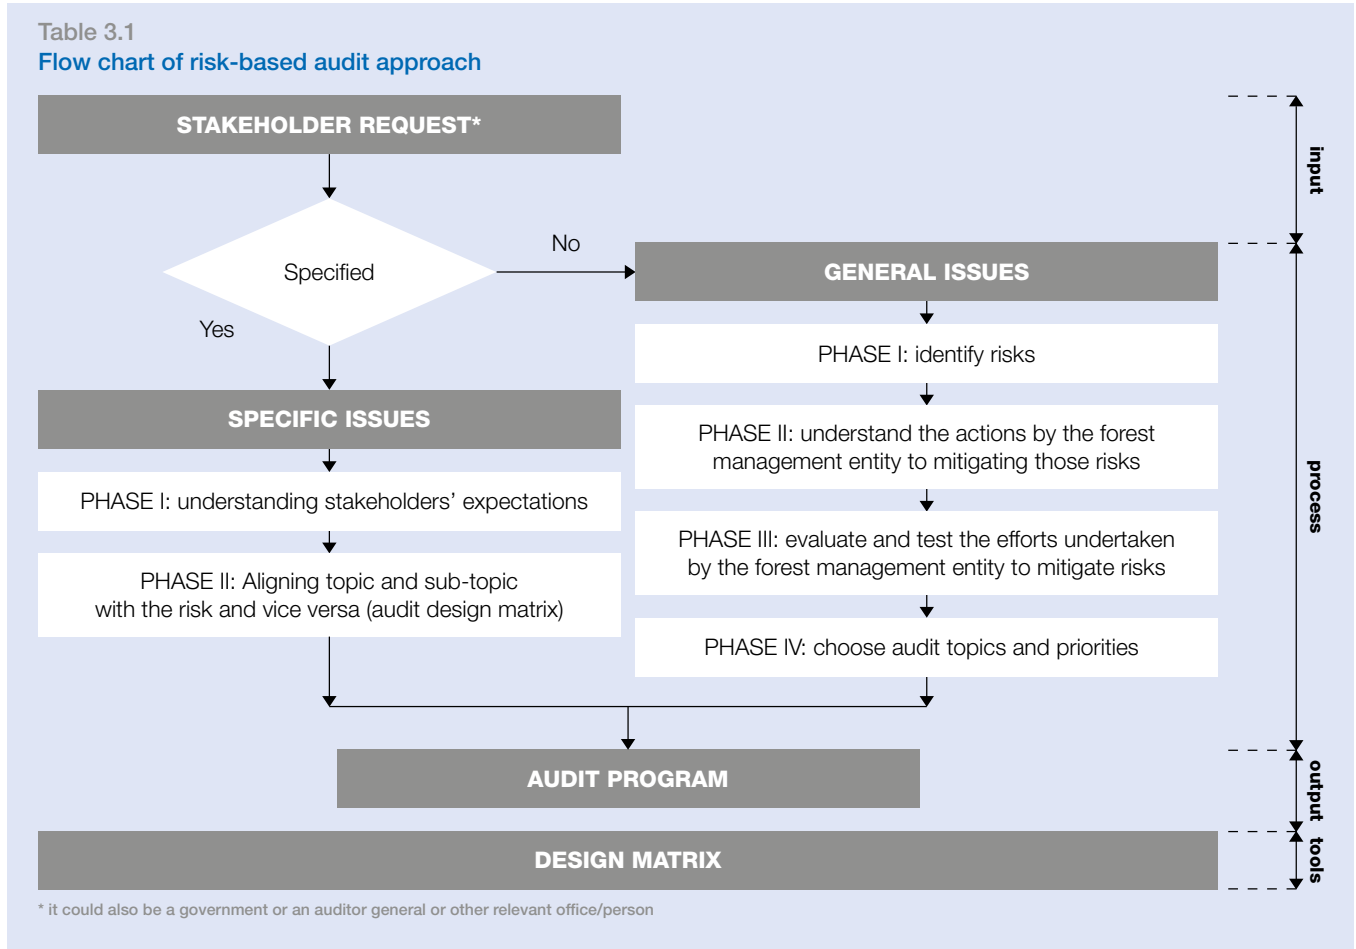 Table 3.1
Flow chart of risk-based audit approach
STAKEHOLDER REQUEST*
input
Specified
No
Yes
GENERAL ISSUES
PHASE I: identify risks
PHASE II: understand the actions by the forest
management entity to mitigating those risks
PHASE III: evaluate and test the efforts undertaken
by the forest management entity to mitigate risks
PHASE IV: choose audit topics and priorities
SPECIFIC ISSUES
PHASE I: understanding stakeholders’ expectations
PHASE II: Aligning topic and sub-topic
with the risk and vice versa (audit design matrix)
process
AUDIT PROGRAM
output
DESIGN MATRIX
tools
* it could also be a government or an auditor general or other relevant office/person